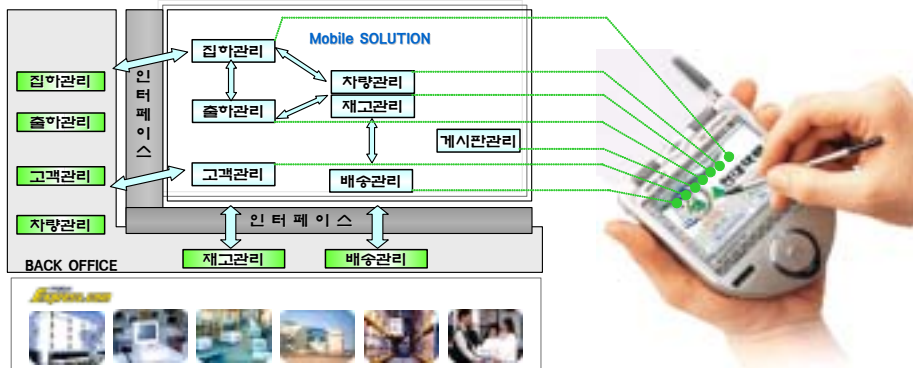 Mobile SOLUTION
집하관리
차량관리
집하관리
인터페이스
재고관리
출하관리
출하관리
게시판관리
고객관리
고객관리
배송관리
차량관리
인터페이스
재고관리
배송관리
BACK OFFICE